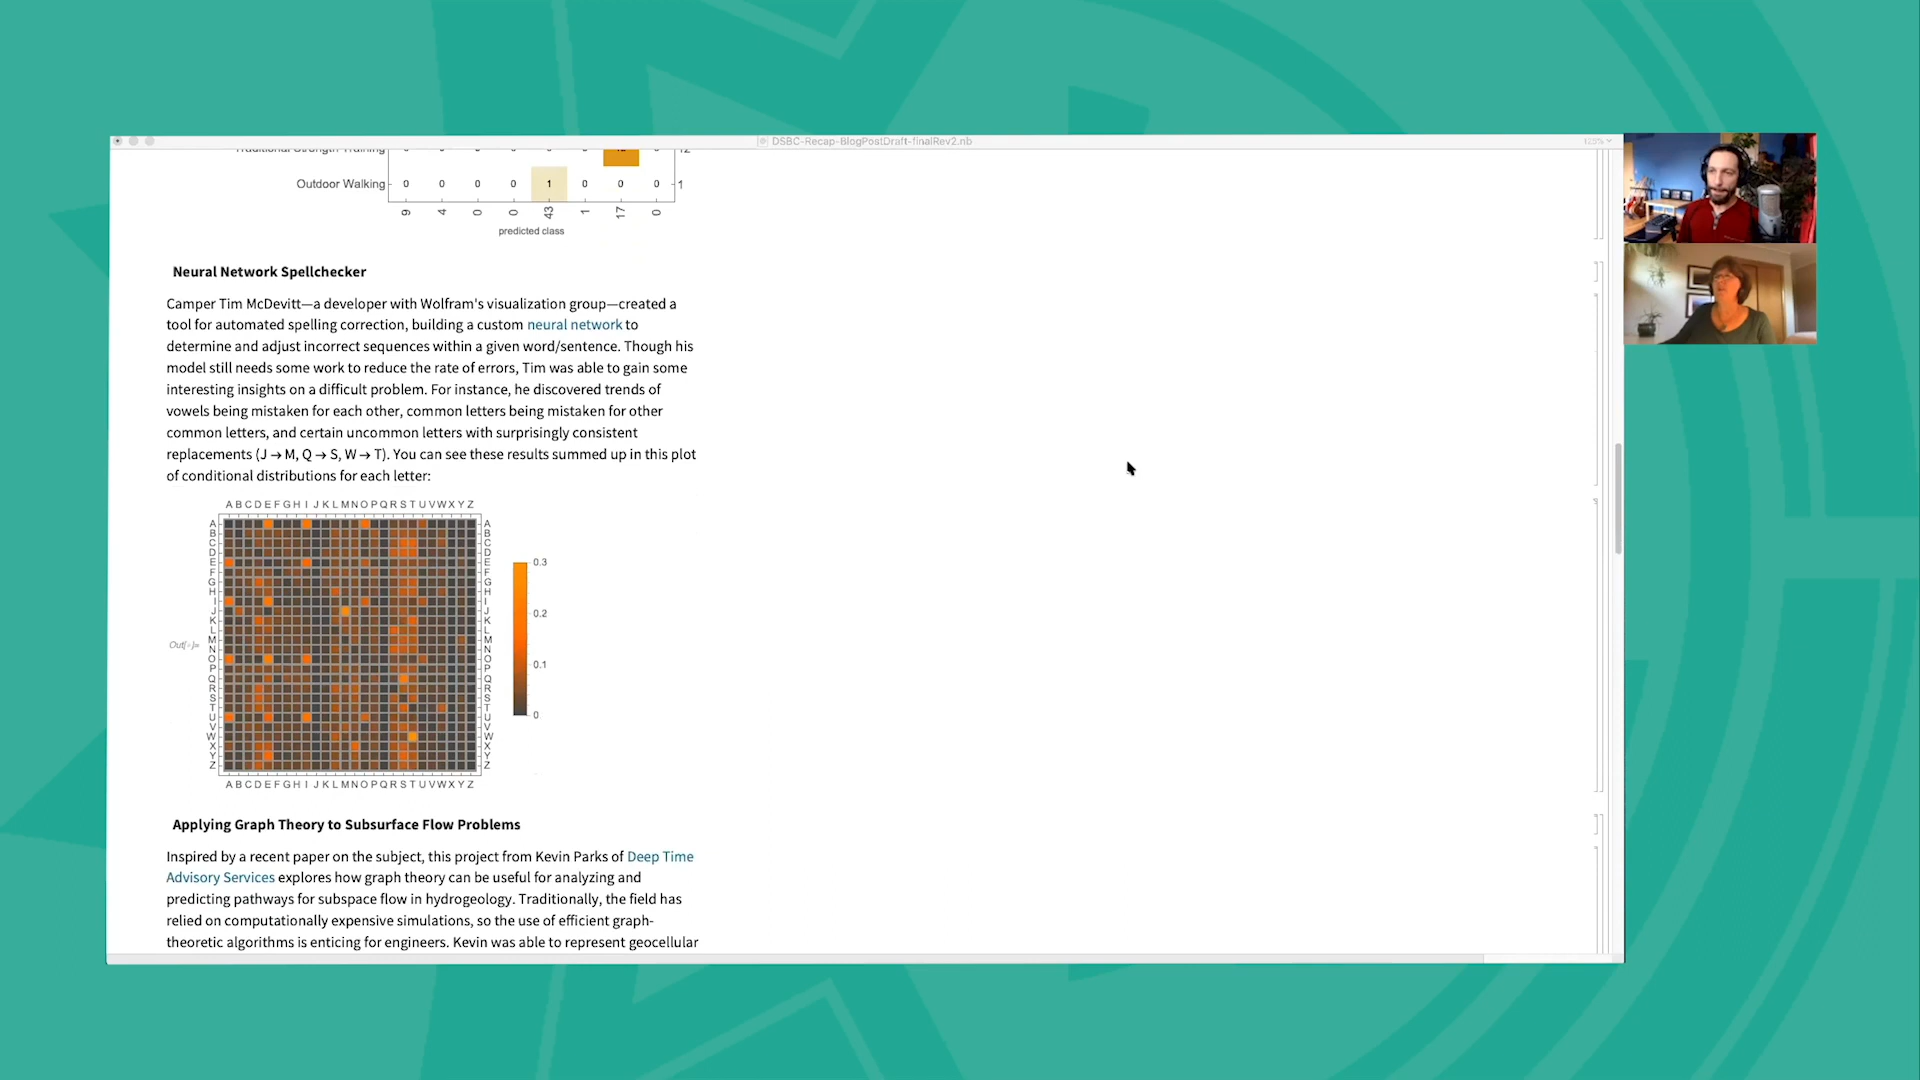 DSBC-Recap-BlogPostDraft-finalRev2.nb
125%
Traditional Strength Training
12
Outdoor Walking 0 0 0 0 1 0 0 0 1
9 4 0 0 43 1 17 0
predicted class
Neural Network Spellchecker
Camper Tim McDevitt—a developer with Wolfram's visualization group—created a
tool for automated spelling correction, building a custom neural network to
determine and adjust incorrect sequences within a given word/sentence. Though his
model still needs some work to reduce the rate of errors, Tim was able to gain some
interesting insights on a difficult problem. For instance, he discovered trends of
vowels being mistaken for each other, common letters being mistaken for other
common letters, and certain uncommon letters with surprisingly consistent
replacements (J → M, Q → S, W → T). You can see these results summed up in this plot
of conditional distributions for each letter:
A B C D E F G H I J K L M N O P Q R S T U V W X Y Z
A A
B B
C C
D D
E E
F F
G G
H H
I I
J J
K K
L L
M M
N N
O O
P P
Q Q
R R
S S
T T
U U
V V
W W
X X
Y Y
Z Z
A B C D E F G H I J K L M N O P Q R S T U V W X Y Z
Out[-]=
0.3
0.2
0.1
0
Applying Graph Theory to Subsurface Flow Problems
Inspired by a recent paper on the subject, this project from Kevin Parks of Deep Time
Advisory Services explores how graph theory can be useful for analyzing and
predicting pathways for subspace flow in hydrogeology. Traditionally, the field has
relied on computationally expensive simulations, so the use of efficient graph-
theoretic algorithms is enticing for engineers. Kevin was able to represent geocellular